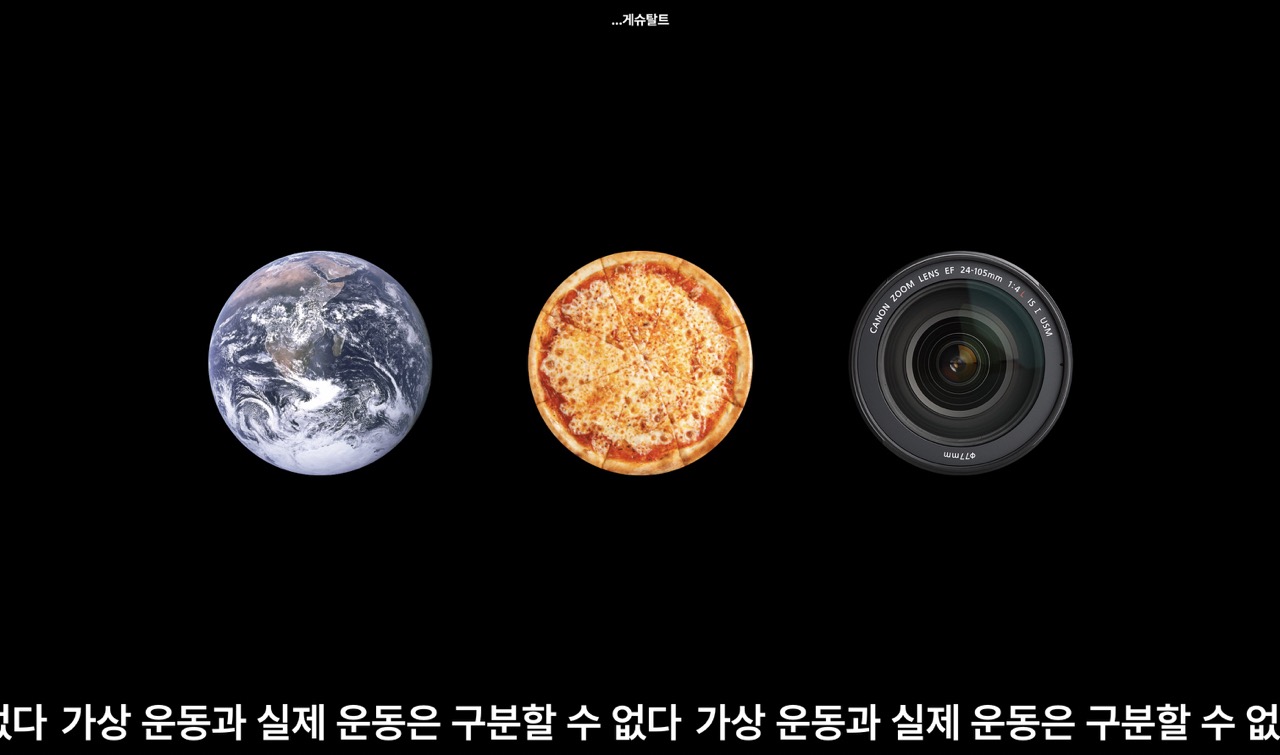 ...게슈탈트
CANON ZOOM LENS EF 24-105mm 1:4 IS I USM
Φ77mm
없다 가상 운동과 실제 운동은 구분할 수 없다 가상 운동과 실제 운동은 구분할 수 없